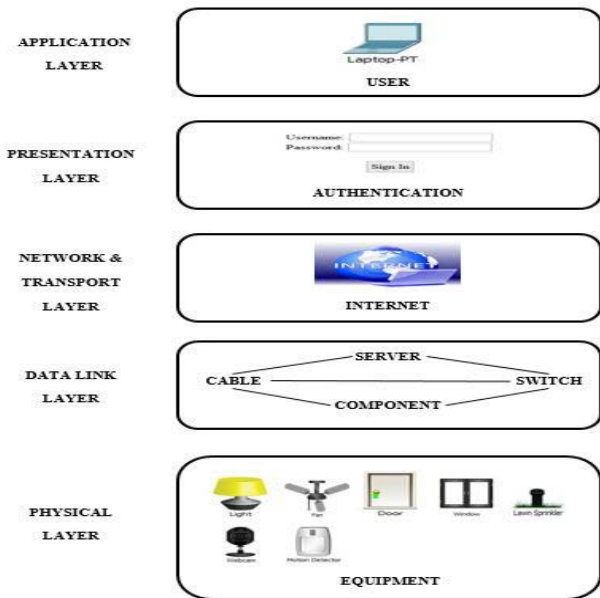 APPLICATION
LAYER
Laptop-PT
USER
PRESENTATION
LAYER
Username:
Password:
Sign In
AUTHENTICATION
NETWORK &
TRANSPORT
LAYER
INTERNET
INTERNET
DATA LINK
LAYER
SERVER
CABLE
SWITCH
COMPONENT
PHYSICAL
LAYER
Light
Fan
Door
Window
Lawn Sprinkler
Webcam
Motion Detector
EQUIPMENT